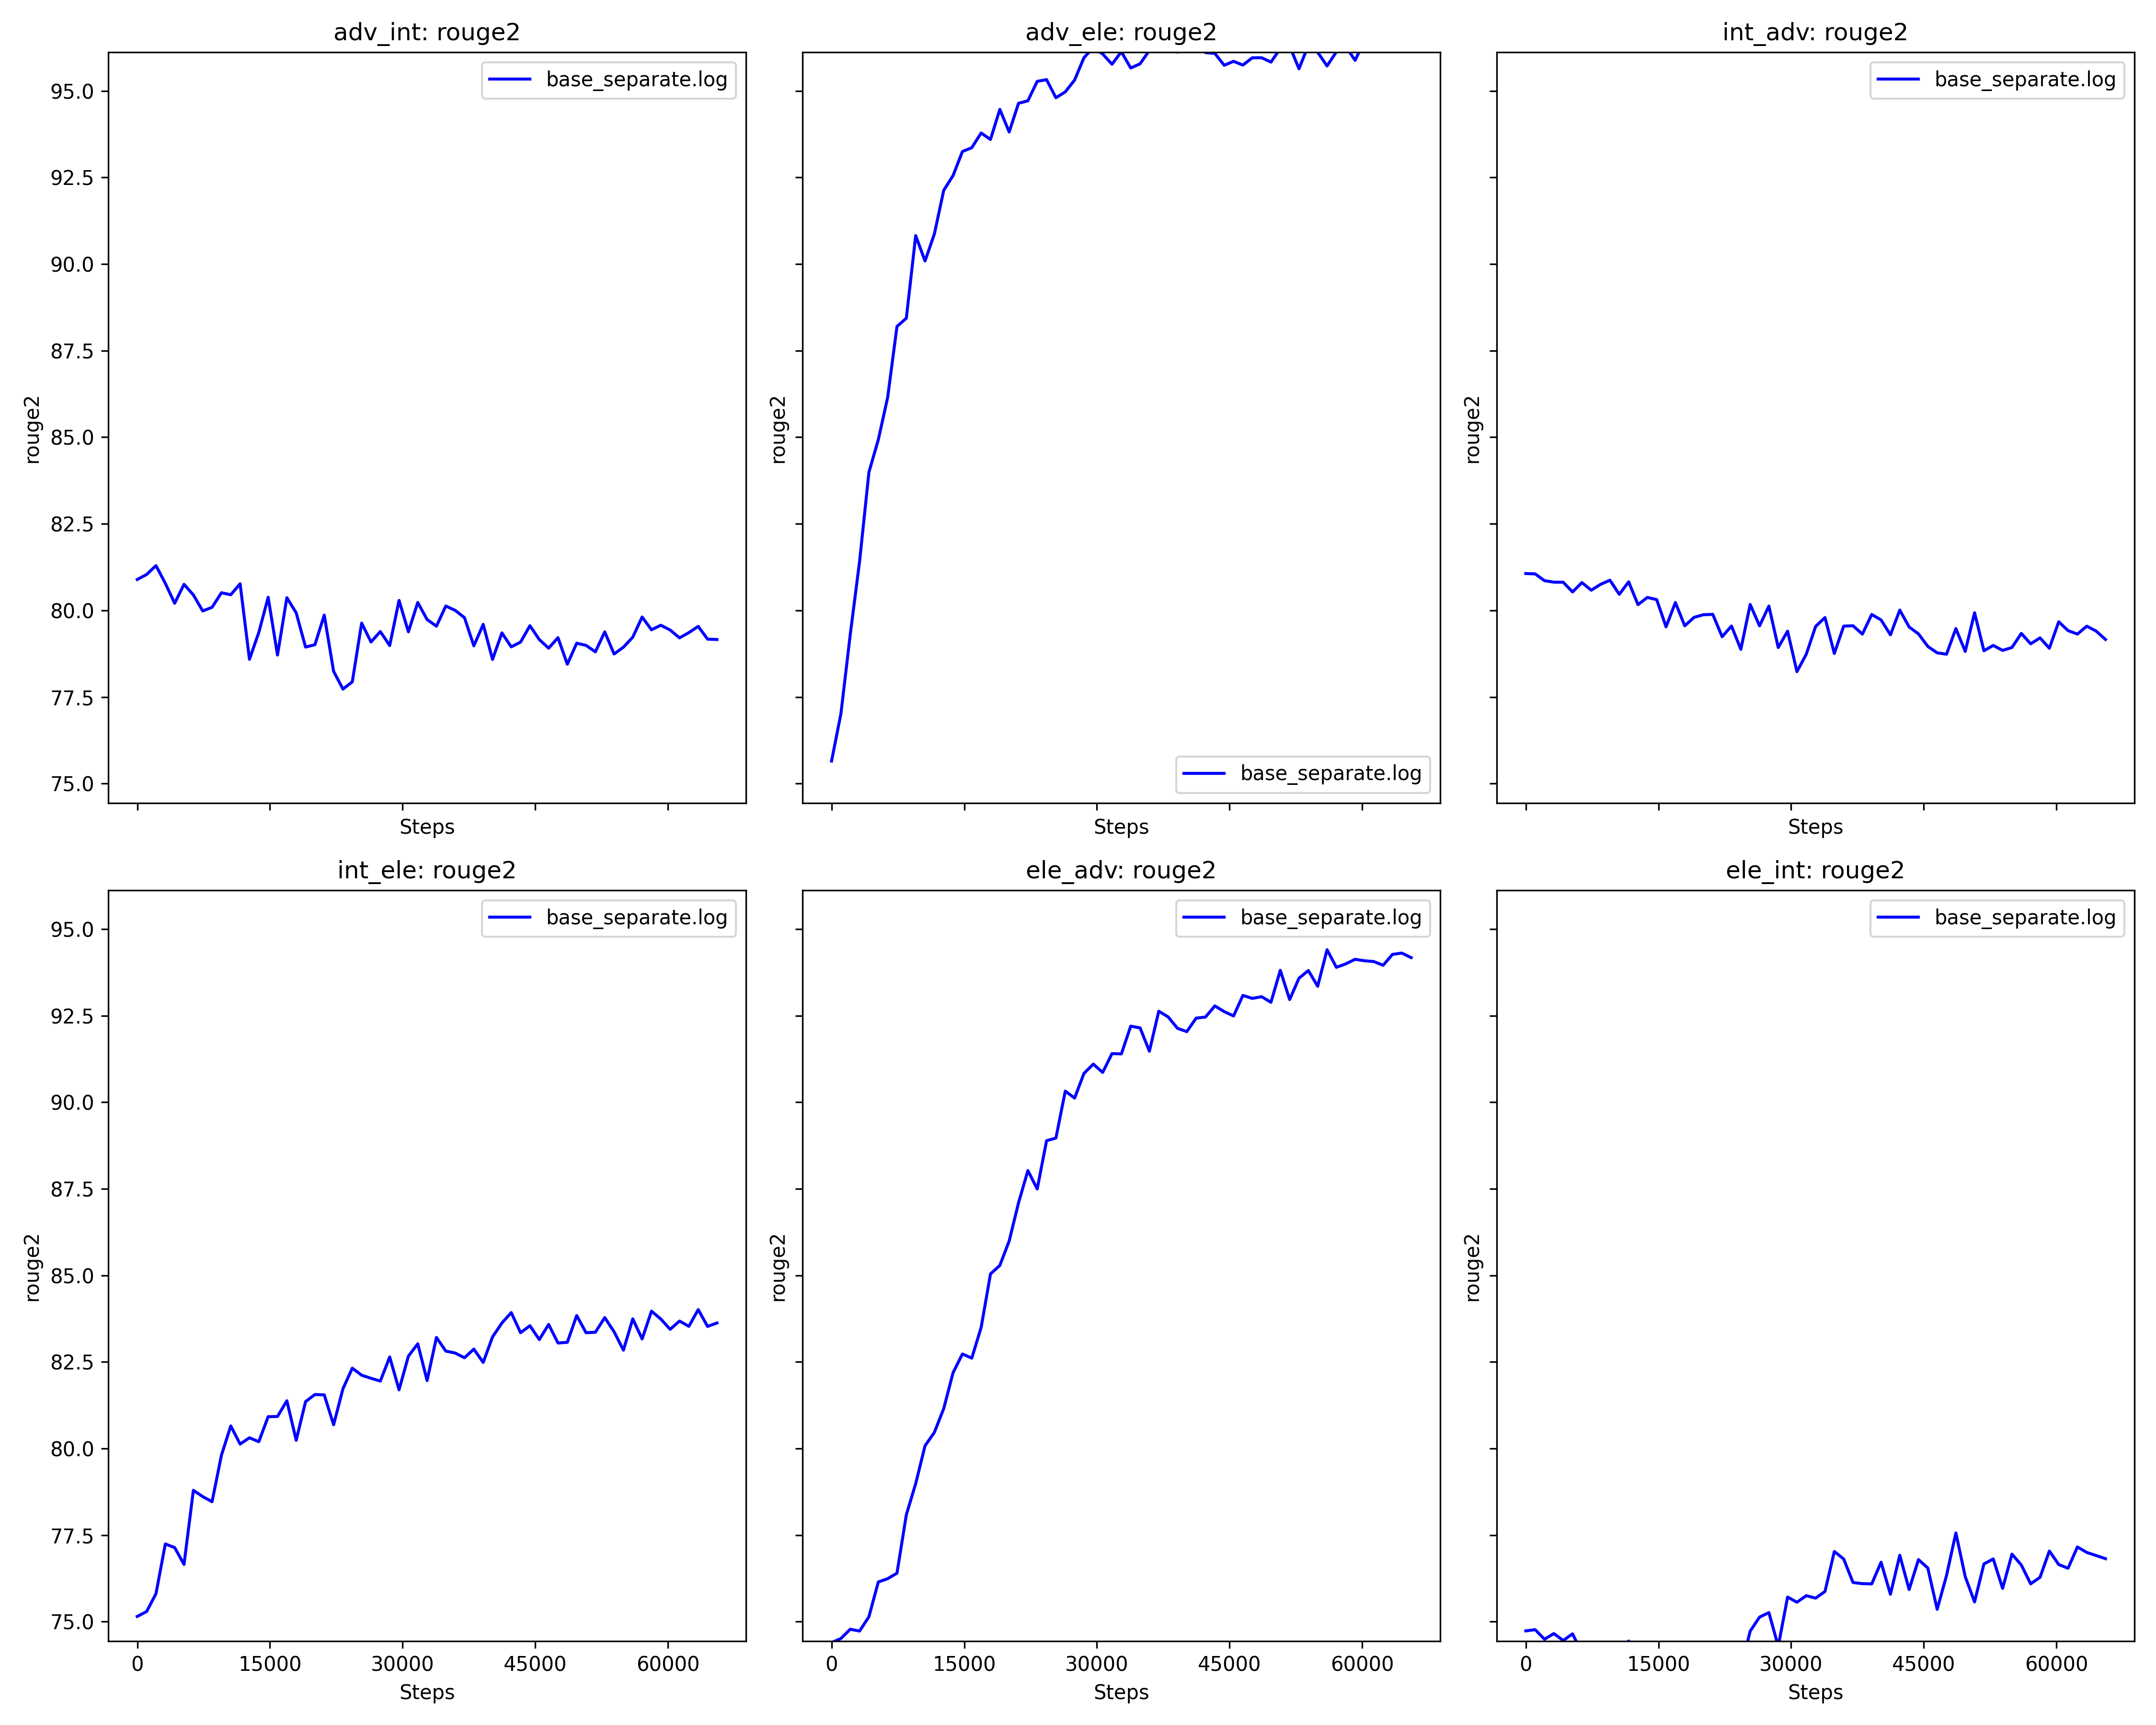 adv_int: rouge2
base_separate.log
95.0
92.5
90.0
87.5
85.0
82.5
80.0
77.5
75.0
rouge2
Steps
adv_ele: rouge2
base_separate.log
rouge2
Steps
int_adv: rouge2
base_separate.log
rouge2
Steps
int_ele: rouge2
base_separate.log
95.0
92.5
90.0
87.5
85.0
82.5
80.0
77.5
75.0
rouge2
0 15000 30000 45000 60000
Steps
ele_adv: rouge2
base_separate.log
rouge2
0 15000 30000 45000 60000
Steps
ele_int: rouge2
base_separate.log
rouge2
0 15000 30000 45000 60000
Steps